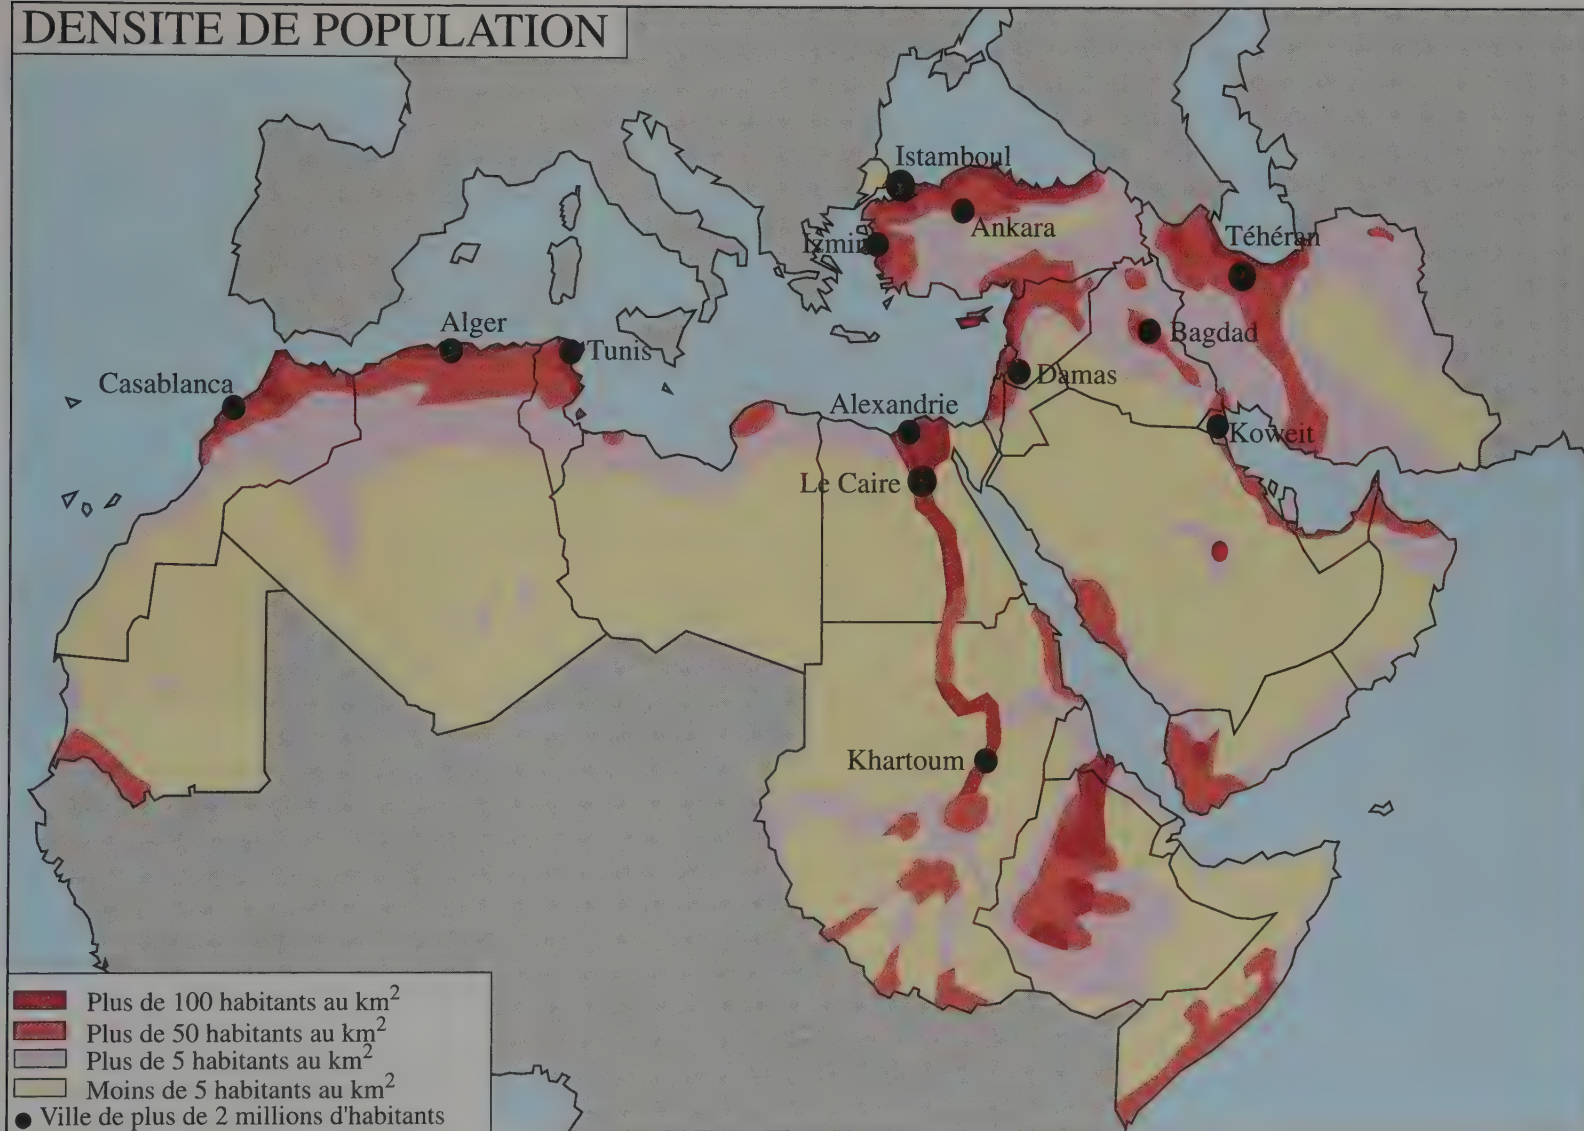 DENSITE DE POPULATION
Istamboul
Ankara
Izmir
Téhéran
Alger
Tunis
Bagdad
Casablanca
Damas
Alexandrie
Koweit
Le Caire
Khartoum
Plus de 100 habitants au km²
Plus de 50 habitants au km²
Plus de 5 habitants au km²
Moins de 5 habitants au km²
Ville de plus de 2 millions d'habitants